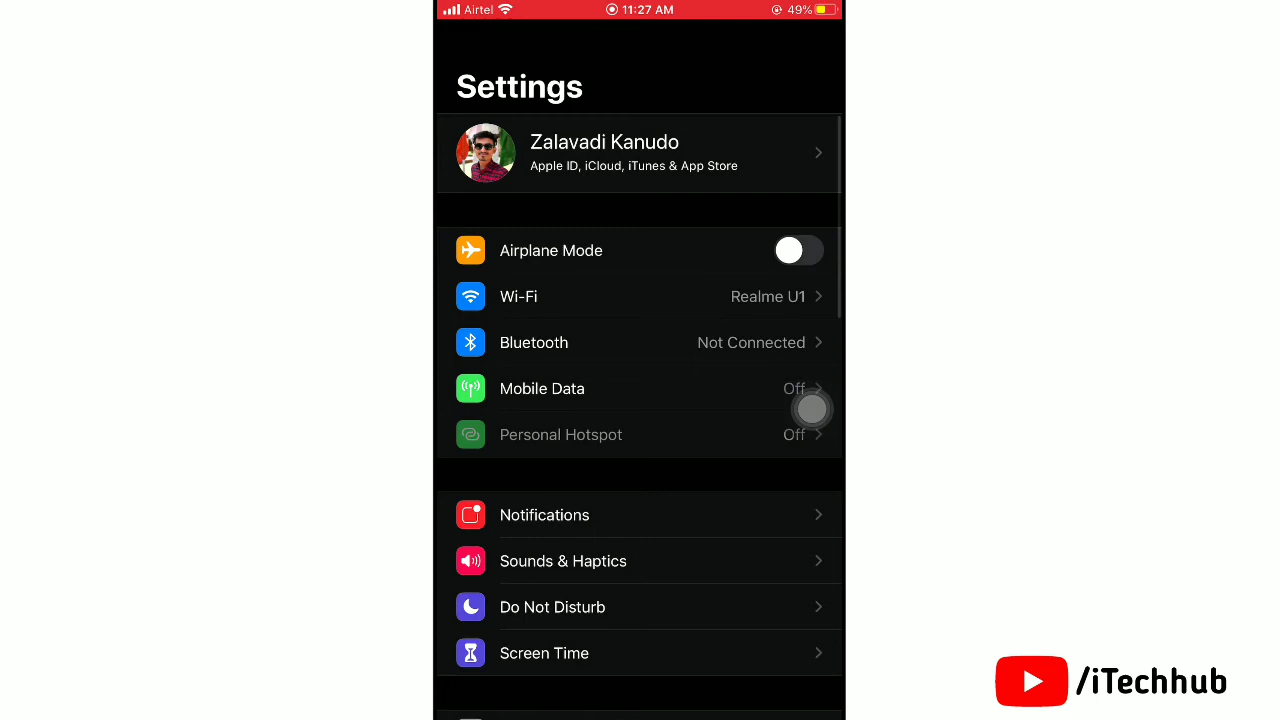 Airtel 11:27 AM 49%
Settings
Zalavadi Kanudo
Apple ID, iCloud, iTunes & App Store
Airplane Mode
Wi-Fi Realme U1
Bluetooth Not Connected
Mobile Data Off
Personal Hotspot Off
Notifications
Sounds & Haptics
Do Not Disturb
Screen Time
/iTechhub